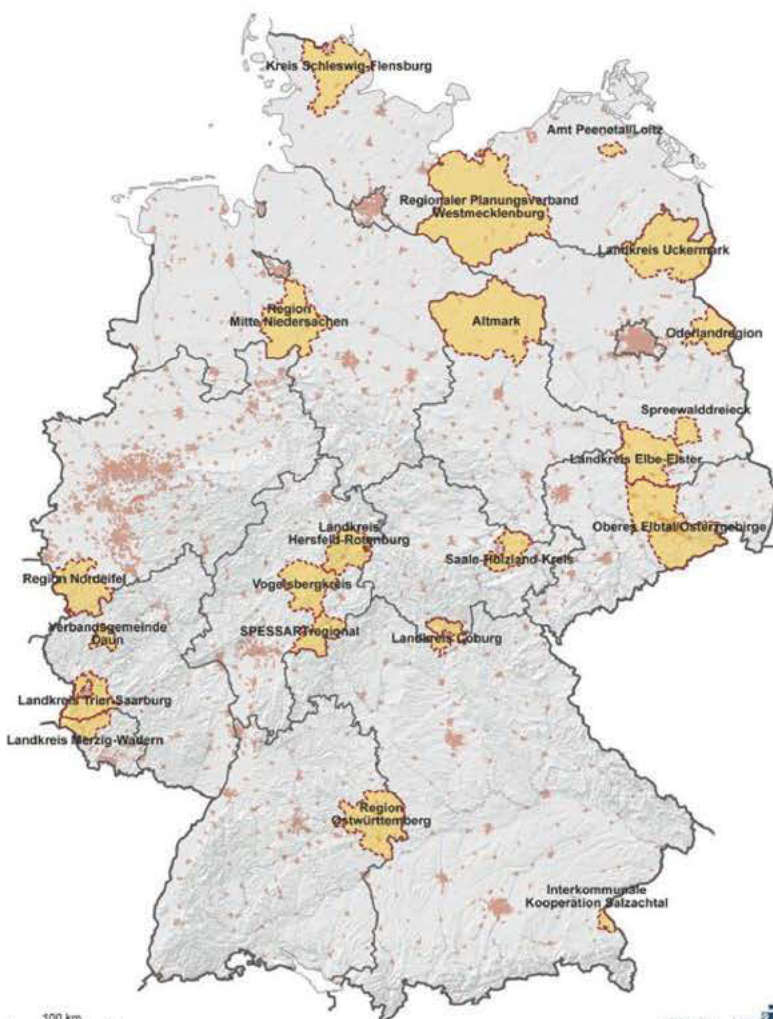 Kreis Schleswig-Flensburg
Amt Peenetal/Loitz
Regionaler Planungsverband
Westmecklenburg
Landkreis Uckermark
Region
Mitte Niedersachen
Altmark
Oderlandregion
Spreewalddreieck
Landkreis Elbe-Elster
Landkreis
Hersfeld-Rotenburg
Oberes Elbtal/Osterzgebirge
Saale-Holzland-Kreis
Region Nordeifel
Vogelsbergkreis
Verbandsgemeinde
Daun
SPESSARTregional
Landkreis Coburg
Landkreis Trier-Saarburg
Landkreis Merzig-Wadern
Region
Ostwürttemberg
Interkommunale
Kooperation Salzachtal
100 km